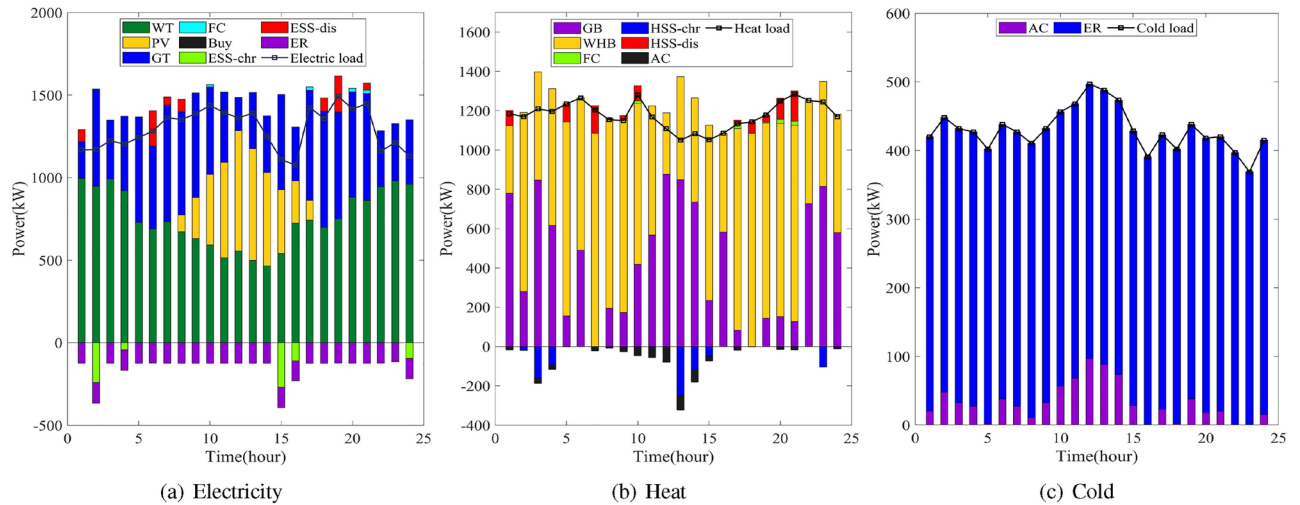 2000
1500
1000
500
0
-500
Power(kW)
WT
FC
ESS-dis
PV
Buy
ER
GT
ESS-chr
Electric load
0
5
10
15
20
25
Time(hour)
(a) Electricity
1600
1400
1200
1000
800
600
400
200
0
-200
-400
Power(kW)
GB
HSS-chr
Heat load
WHB
HSS-dis
FC
AC
0
5
10
15
20
25
Time(hour)
(b) Heat
600
500
400
300
200
100
0
Power(kW)
AC
ER
Cold load
0
5
10
15
20
25
Time(hour)
(c) Cold